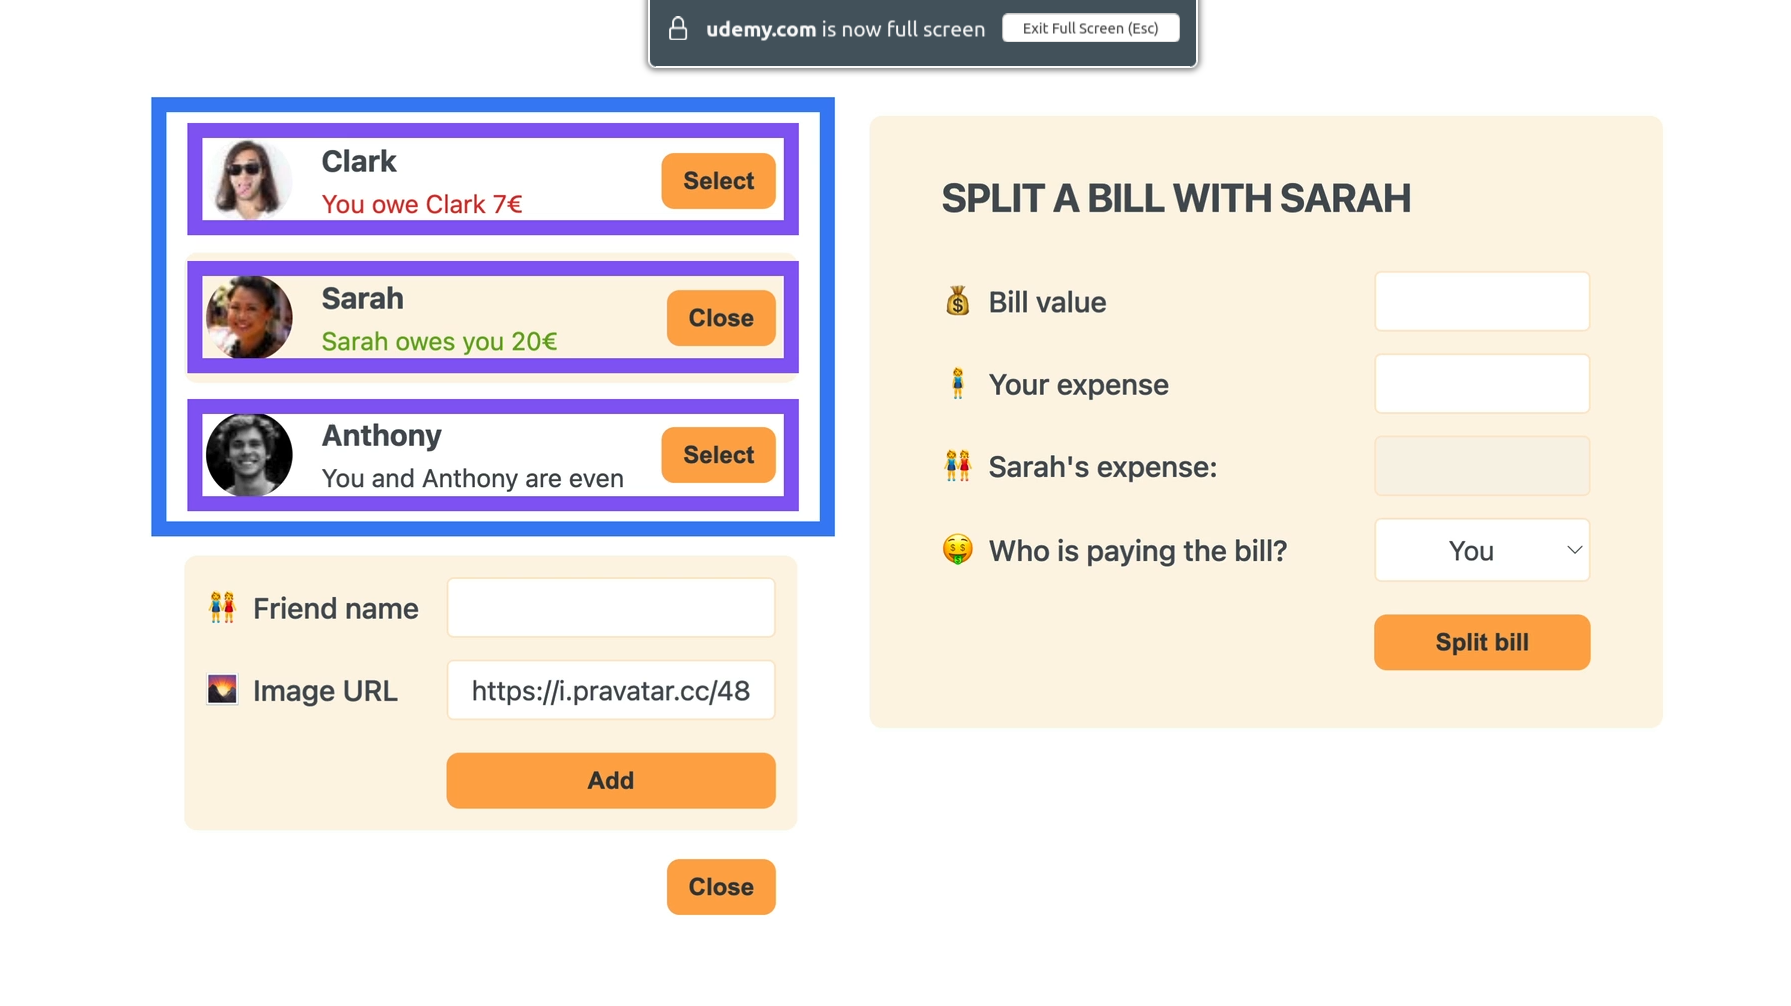 udemy.com is now full screen Exit Full Screen (Esc)
Clark
You owe Clark 7€
Select
Sarah
Sarah owes you 20€
Close
Anthony
You and Anthony are even
Select
Friend name
Image URL https://i.pravatar.cc/48
Add
Close
SPLIT A BILL WITH SARAH
Bill value
Your expense
Sarah's expense:
Who is paying the bill? You
Split bill